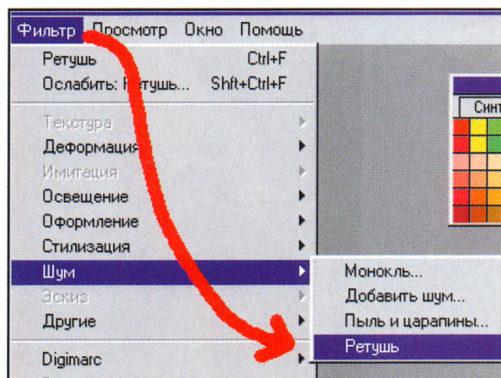 Фильтр Просмотр Окно Помощь
Ретушь Ctrl+F
Ослабить: Ретушь... Shft+Ctrl+F
Текстура
Деформация
Имитация
Освещение
Оформление
Стилизация
Шум
Эскиз
Другие
Digimarc
Синт
Монокль...
Добавить шум...
Пыль и царапины...
Ретушь